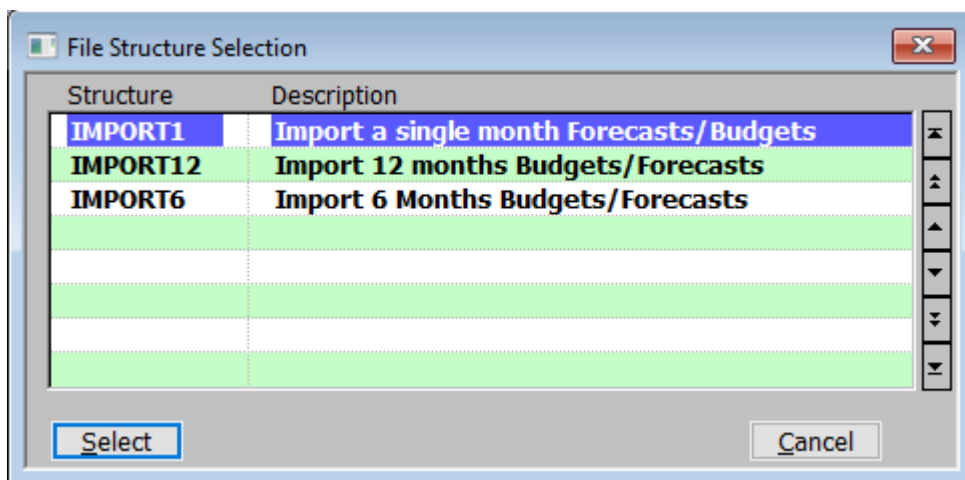 File Structure Selection
Structure Description
IMPORT1 Import a single month Forecasts/Budgets
IMPORT12 Import 12 months Budgets/Forecasts
IMPORT6 Import 6 Months Budgets/Forecasts
Select Cancel